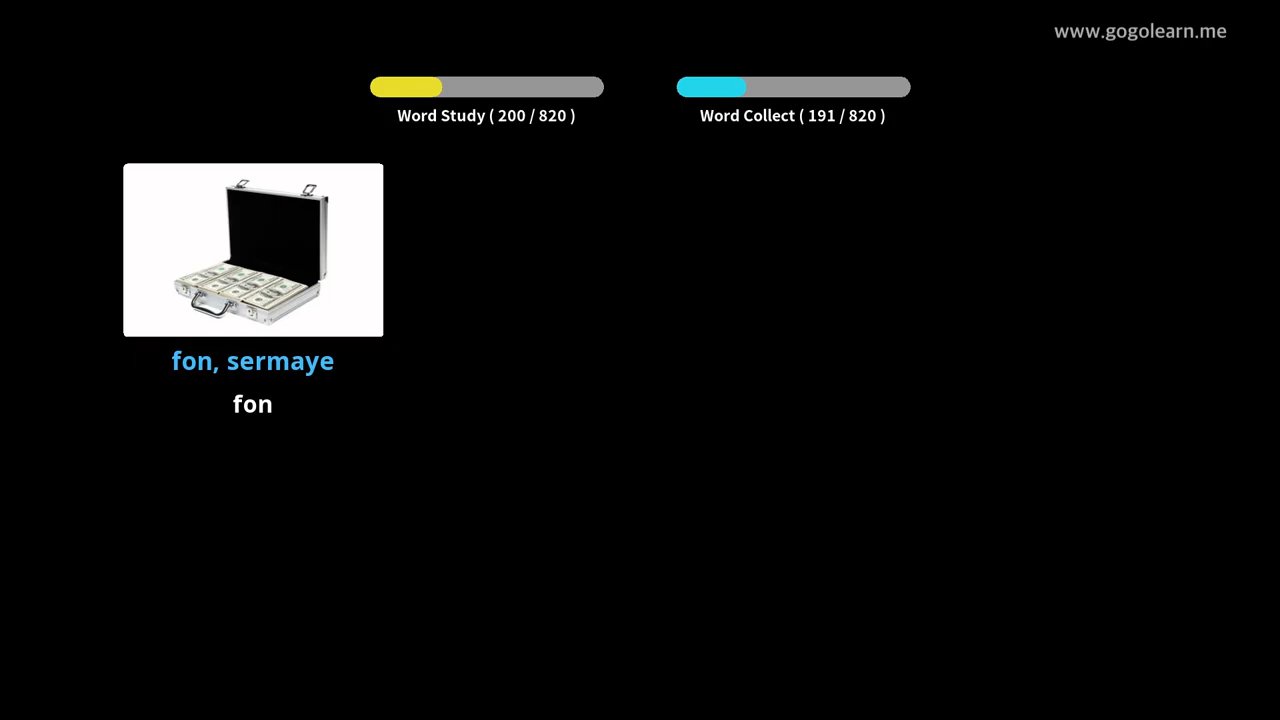 www.gogolearn.me
Word Study ( 200 / 820 )
Word Collect ( 191 / 820 )
fon, sermaye
fon